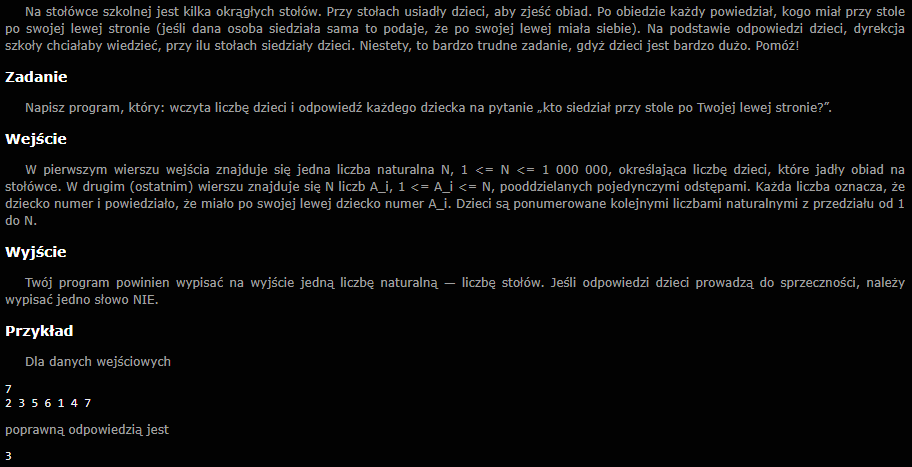 Na stołówce szkolnej jest kilka okrągłych stołów. Przy stołach usiadły dzieci, aby zjeść obiad. Po obiedzie każdy powiedział, kogo miał przy stole
po swojej lewej stronie (jeśli dana osoba siedziała sama to podaje, że po swojej lewej miała siebie). Na podstawie odpowiedzi dzieci, dyrekcja
szkoły chciałaby wiedzieć, przy ilu stołach siedziały dzieci. Niestety, to bardzo trudne zadanie, gdyż dzieci jest bardzo dużo. Pomóż!
Zadanie
Napisz program, który: wczyta liczbę dzieci i odpowiedź każdego dziecka na pytanie „kto siedział przy stole po Twojej lewej stronie?”.
Wejście
W pierwszym wierszu wejścia znajduje się jedna liczba naturalna N, 1 <= N <= 1 000 000, określająca liczbę dzieci, które jadły obiad na
stołówce. W drugim (ostatnim) wierszu znajduje się N liczb A_i, 1 <= A_i <= N, pooddzielanych pojedynczymi odstępami. Każda liczba oznacza, że
dziecko numer i powiedziało, że miało po swojej lewej dziecko numer A_i. Dzieci są ponumerowane kolejnymi liczbami naturalnymi z przedziału od 1
do N.
Wyjście
Twój program powinien wypisać na wyjście jedną liczbę naturalną — liczbę stołów. Jeśli odpowiedzi dzieci prowadzą do sprzeczności, należy
wypisać jedno słowo NIE.
Przykład
Dla danych wejściowych
7
2 3 5 6 1 4 7
poprawną odpowiedzią jest
3